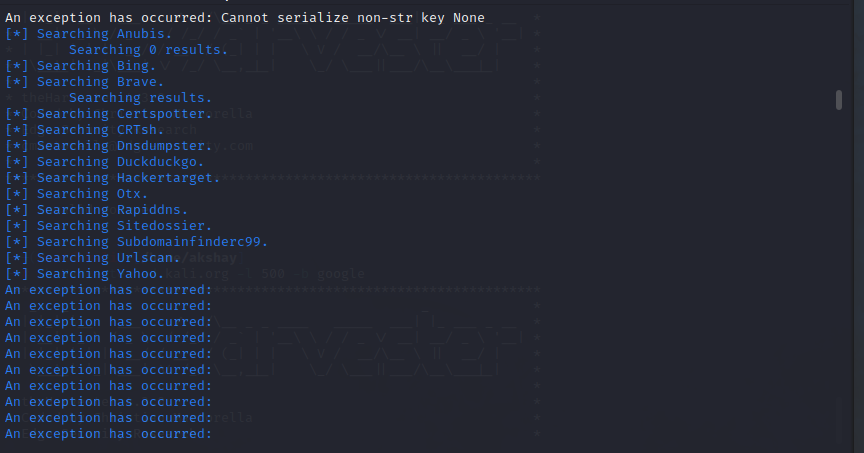 An exception has occurred: Cannot serialize non-str key None
[*] Searching Anubis.
Searching 0 results.
[*] Searching Bing.
[*] Searching Brave.
Searching results.
[*] Searching Certspotter.
[*] Searching CRTsh.
[*] Searching Dnsdumpster.
[*] Searching Duckduckgo.
[*] Searching Hackertarget.
[*] Searching Otx.
[*] Searching Rapiddns.
[*] Searching Sitedossier.
[*] Searching Subdomainfinderc99.
[*] Searching Urlscan.
[*] Searching Yahoo.
An exception has occurred:
An exception has occurred:
An exception has occurred:
An exception has occurred:
An exception has occurred:
An exception has occurred:
An exception has occurred:
An exception has occurred:
An exception has occurred:
An exception has occurred: